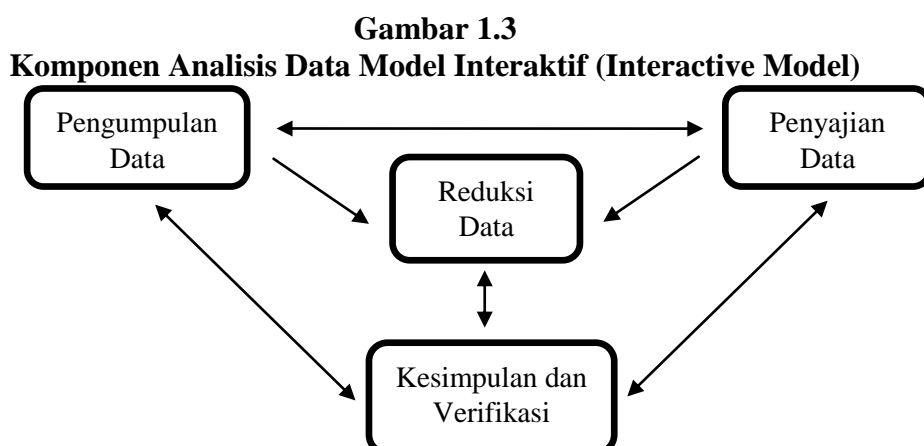 Gambar 1.3
Komponen Analisis Data Model Interaktif (Interactive Model)
Pengumpulan
Data
Penyajian
Data
Reduksi
Data
Kesimpulan dan
Verifikasi